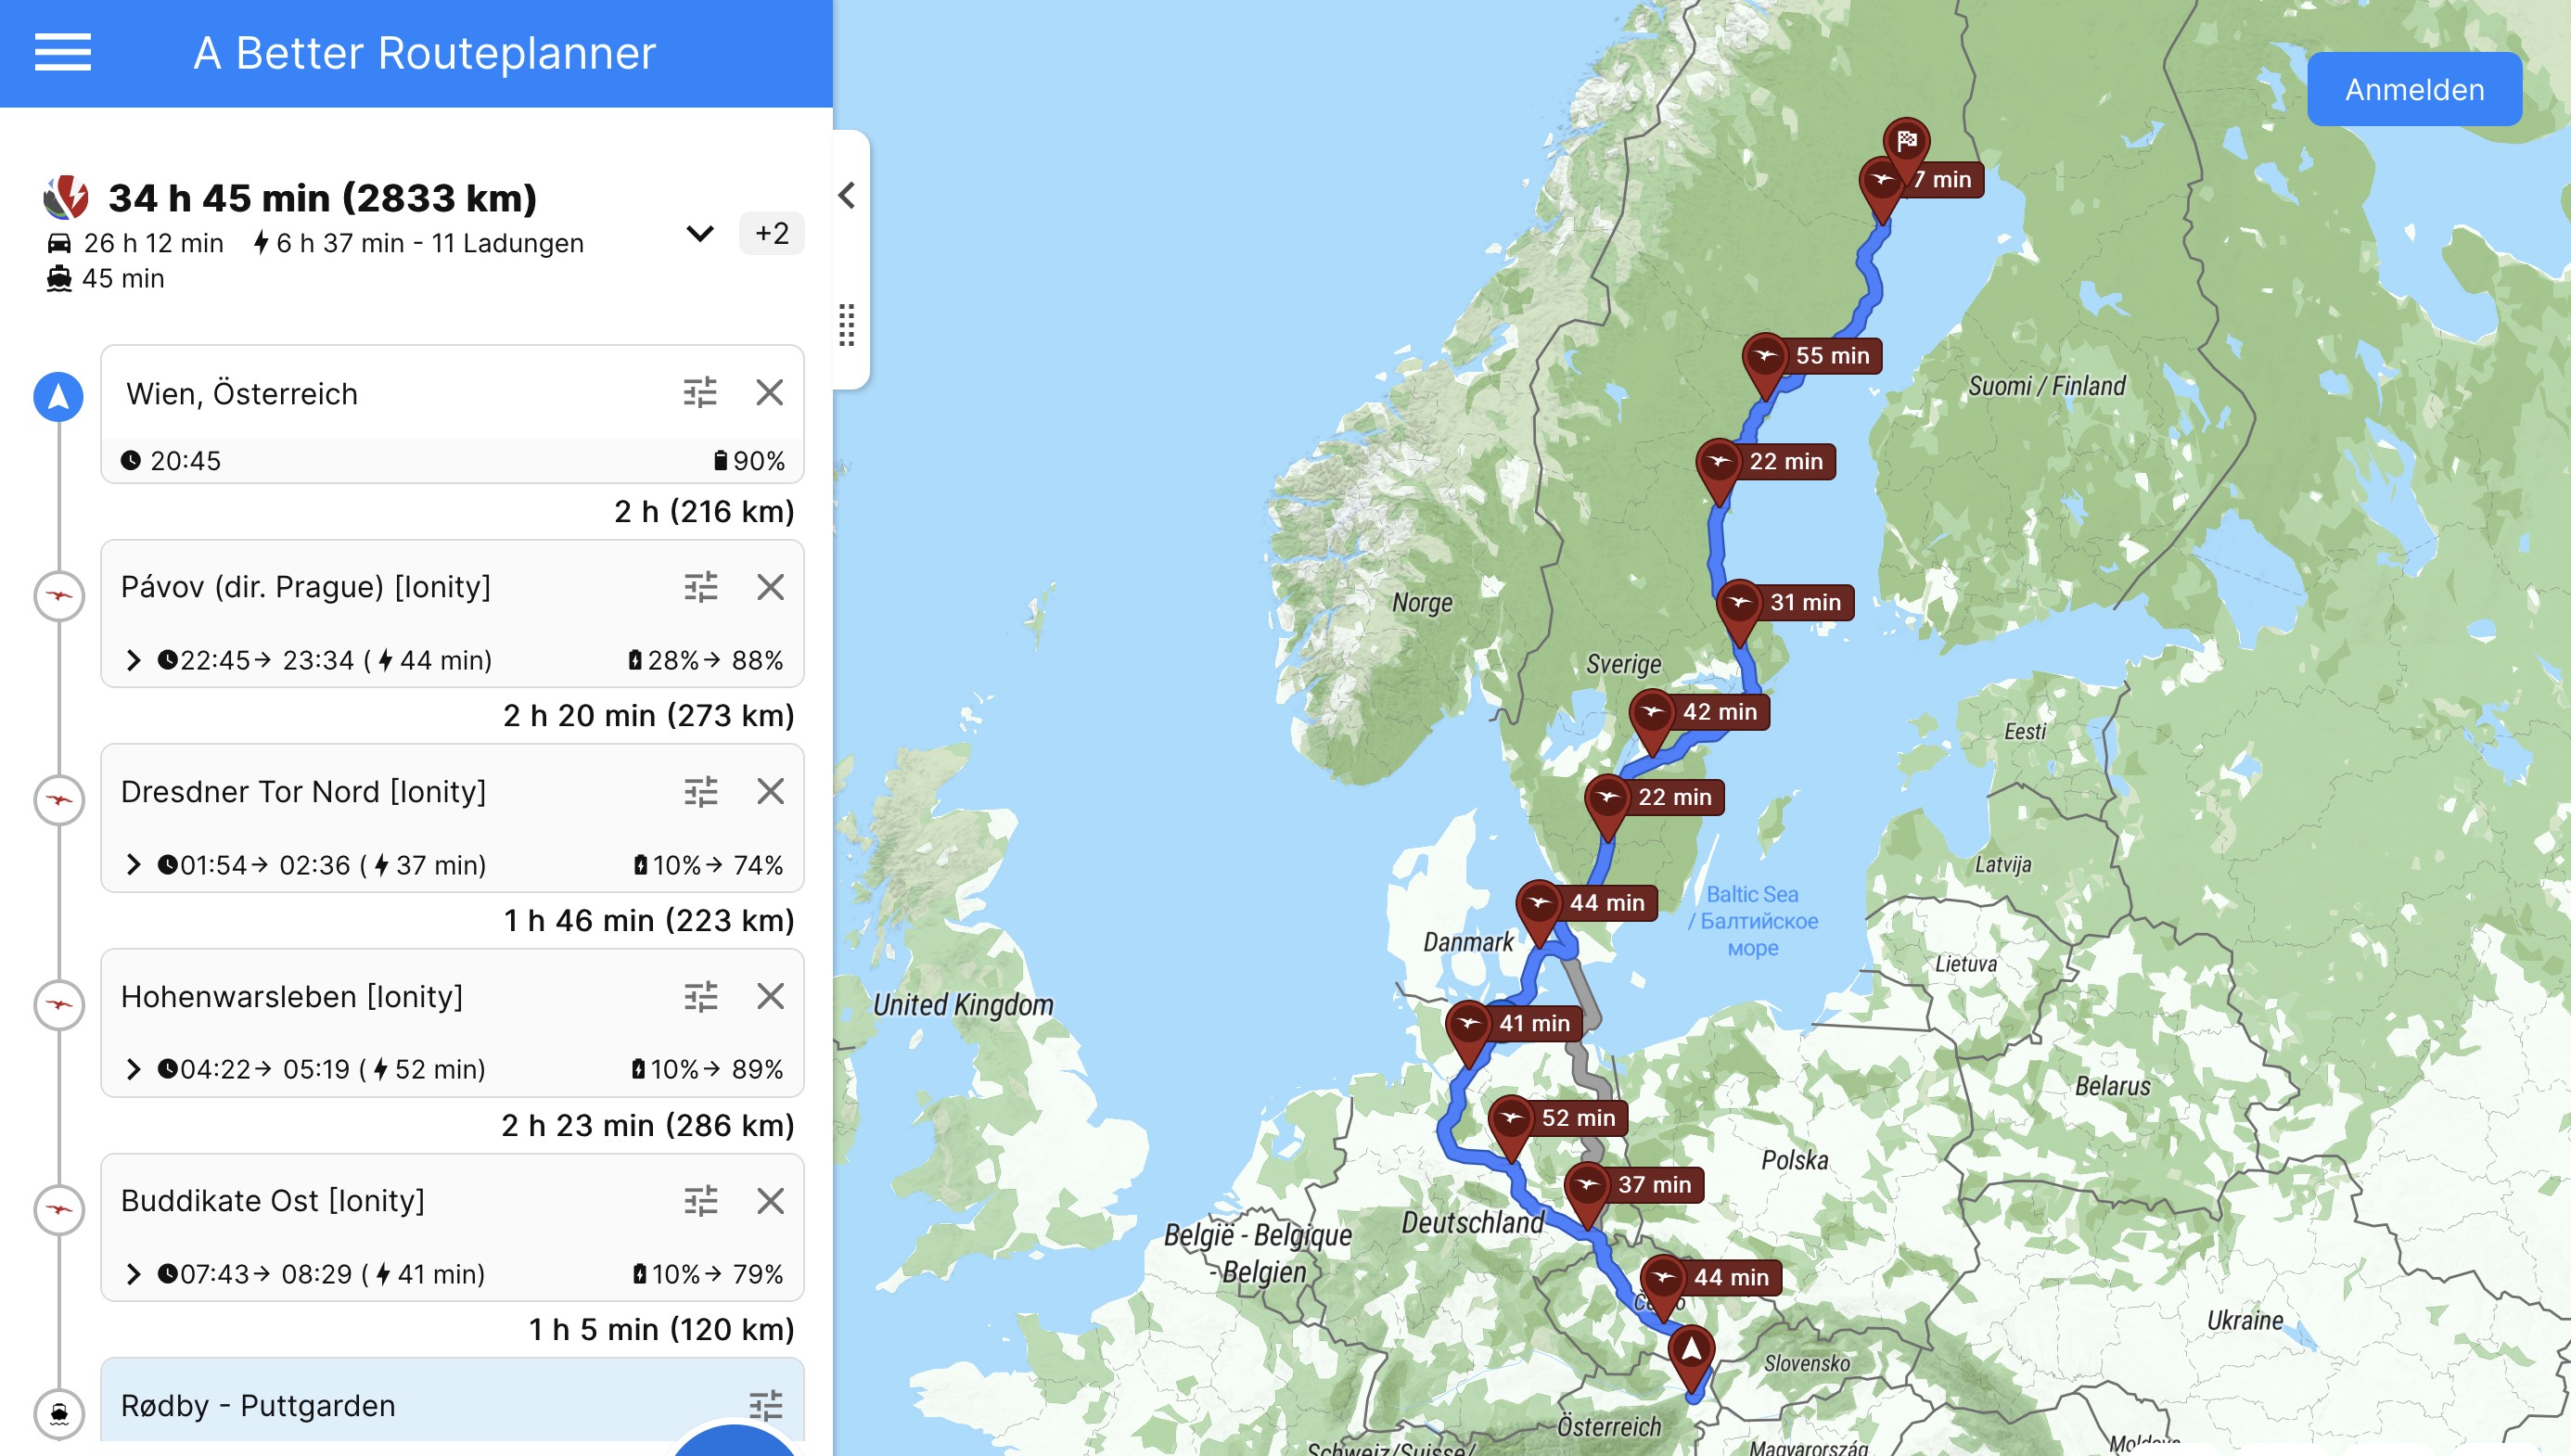 A Better Routeplanner
34 h 45 min (2833 km)
26 h 12 min 6 h 37 min - 11 Ladungen
45 min
+2
Wien, Österreich
20:45 90%
2 h (216 km)
Pávov (dir. Prague) [Ionity]
22:45→ 23:34 ( 44 min) 28%→ 88%
2 h 20 min (273 km)
Dresdner Tor Nord [Ionity]
01:54→ 02:36 ( 37 min) 10%→ 74%
1 h 46 min (223 km)
Hohenwarsleben [Ionity]
04:22→ 05:19 ( 52 min) 10%→ 89%
2 h 23 min (286 km)
Buddikate Ost [Ionity]
07:43→ 08:29 ( 41 min) 10%→ 79%
1 h 5 min (120 km)
Rødby - Puttgarden
Anmelden
7 min
55 min
Suomi / Finland
22 min
31 min
Norge
Sverige
42 min
Eesti
22 min
Latvija
44 min
Baltic Sea
/ Балтийское
море
Danmark
Lietuva
United Kingdom
41 min
Belarus
52 min
Polska
37 min
Deutschland
België - Belgique
- Belgien
44 min
Ukraine
Slovensko
Österreich
Schweiz/Suisse/
Magyarország